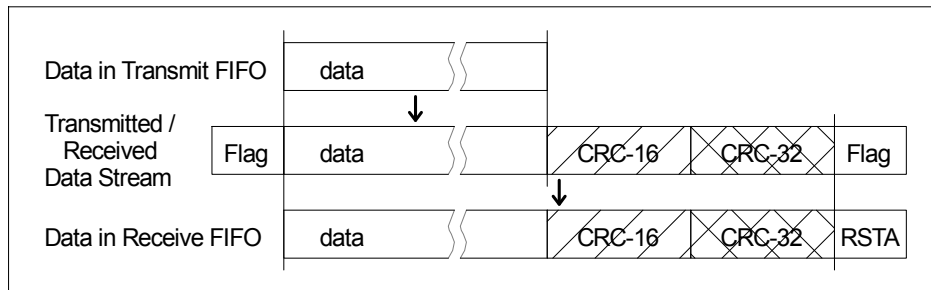 Data in Transmit FIFO data
Transmitted /
Received
Data Stream
Flag data CRC-16 CRC-32 Flag
Data in Receive FIFO data CRC-16 CRC-32 RSTA